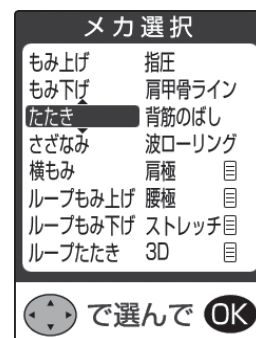 メカ選択
もみ上げ 指圧
もみ下げ 肩甲骨ライン
たたき 背筋のばし
さざなみ 波ローリング
横もみ 肩極
ループもみ上げ 腰極
ループもみ下げ ストレッチ
ループたたき 3D
で選んで OK